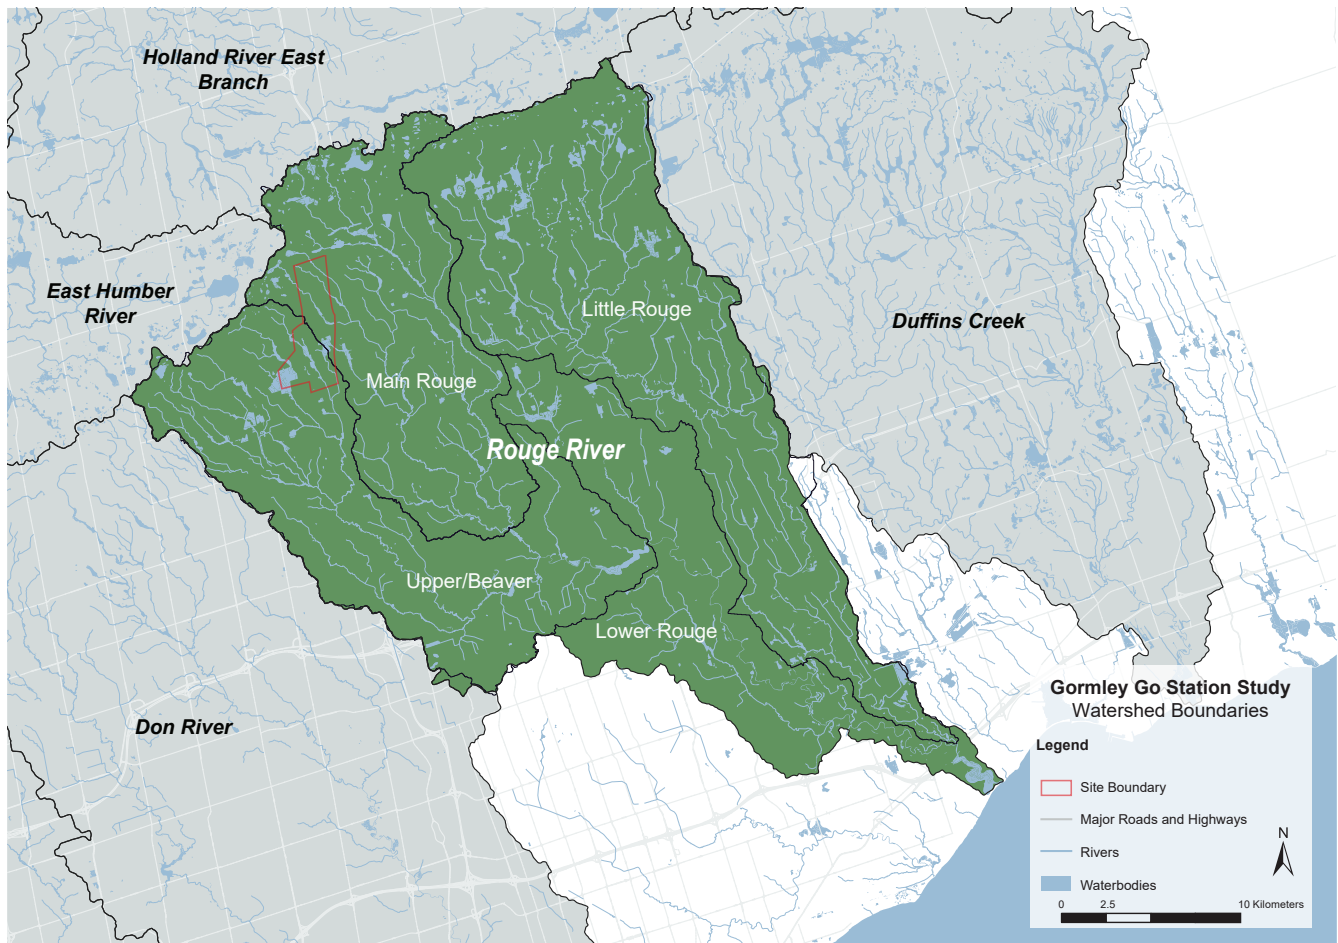 Holland River East
Branch
East Humber
River
Little Rouge
Duffins Creek
Main Rouge
Rouge River
Upper/Beaver
Lower Rouge
Don River
Gormley Go Station Study
Watershed Boundaries
Legend
Site Boundary
Major Roads and Highways
Rivers
Waterbodies
N
0 2.5 10 Kilometers